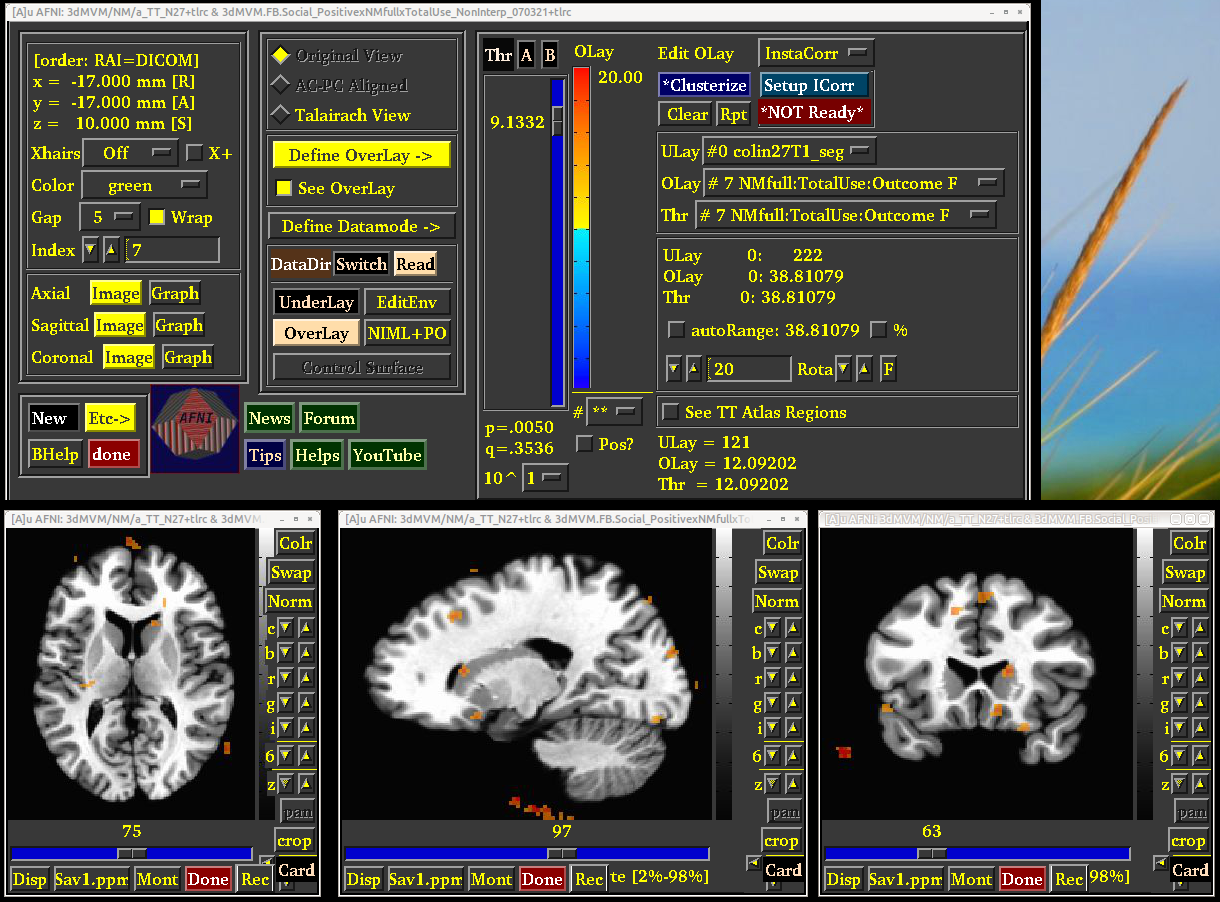 [A]u AFNI: 3dMVM/NM/a_TT_N27+tlrc & 3dMVM.FB.Social_PositivexNMfullxTotalUse_NonInterp_070321+tlrc
[order: RAI=DICOM]
x = -17.000 mm [R]
y = -17.000 mm [A]
z = 10.000 mm [S]
Xhairs Off X+
Color green
Gap 5 Wrap
Index 7
Axial Image Graph
Sagittal Image Graph
Coronal Image Graph
New Etc->
BHelp done
AFNI
Original View
AC-PC Aligned
Talairach View
Define OverLay ->
See OverLay
Define Datamode ->
DataDir Switch Read
UnderLay EditEnv
OverLay NIML+PO
Control Surface
News Forum
Tips Helps YouTube
Thr A B
9.1332
p=.0050
q=.3536
10^ 1
OLay
20.00
# **
Pos?
Edit OLay InstaCorr
*Clusterize Setup ICorr
Clear Rpt *NOT Ready*
ULay #0 colin27T1_seg
OLay # 7 NMfull:TotalUse:Outcome F
Thr # 7 NMfull:TotalUse:Outcome F
ULay 0: 222
OLay 0: 38.81079
Thr 0: 38.81079
autoRange: 38.81079 %
20 Rota F
See TT Atlas Regions
ULay = 121
OLay = 12.09202
Thr = 12.09202
[A]u AFNI: 3dMVM/NM/a_TT_N27+tlrc & 3dMVM.
Colr
Swap
Norm
c
b
r
g
i
6
z
pan
crop
75
Card
Disp Sav1.ppm Mont Done Rec
[A]u AFNI: 3dMVM/NM/a_TT_N27+tlrc & 3dMVM.FB.Social_PositivexNMfullxTo
Colr
Swap
Norm
c
b
r
g
i
6
z
pan
crop
97
Card
Disp Sav1.ppm Mont Done Rec te [2%-98%]
[A]u AFNI: 3dMVM/NM/a_TT_N27+tlrc & 3dMVM.FB.Social_Pos
Colr
Swap
Norm
c
b
r
g
i
6
z
pan
crop
63
Card
Disp Sav1.ppm Mont Done Rec 98%]